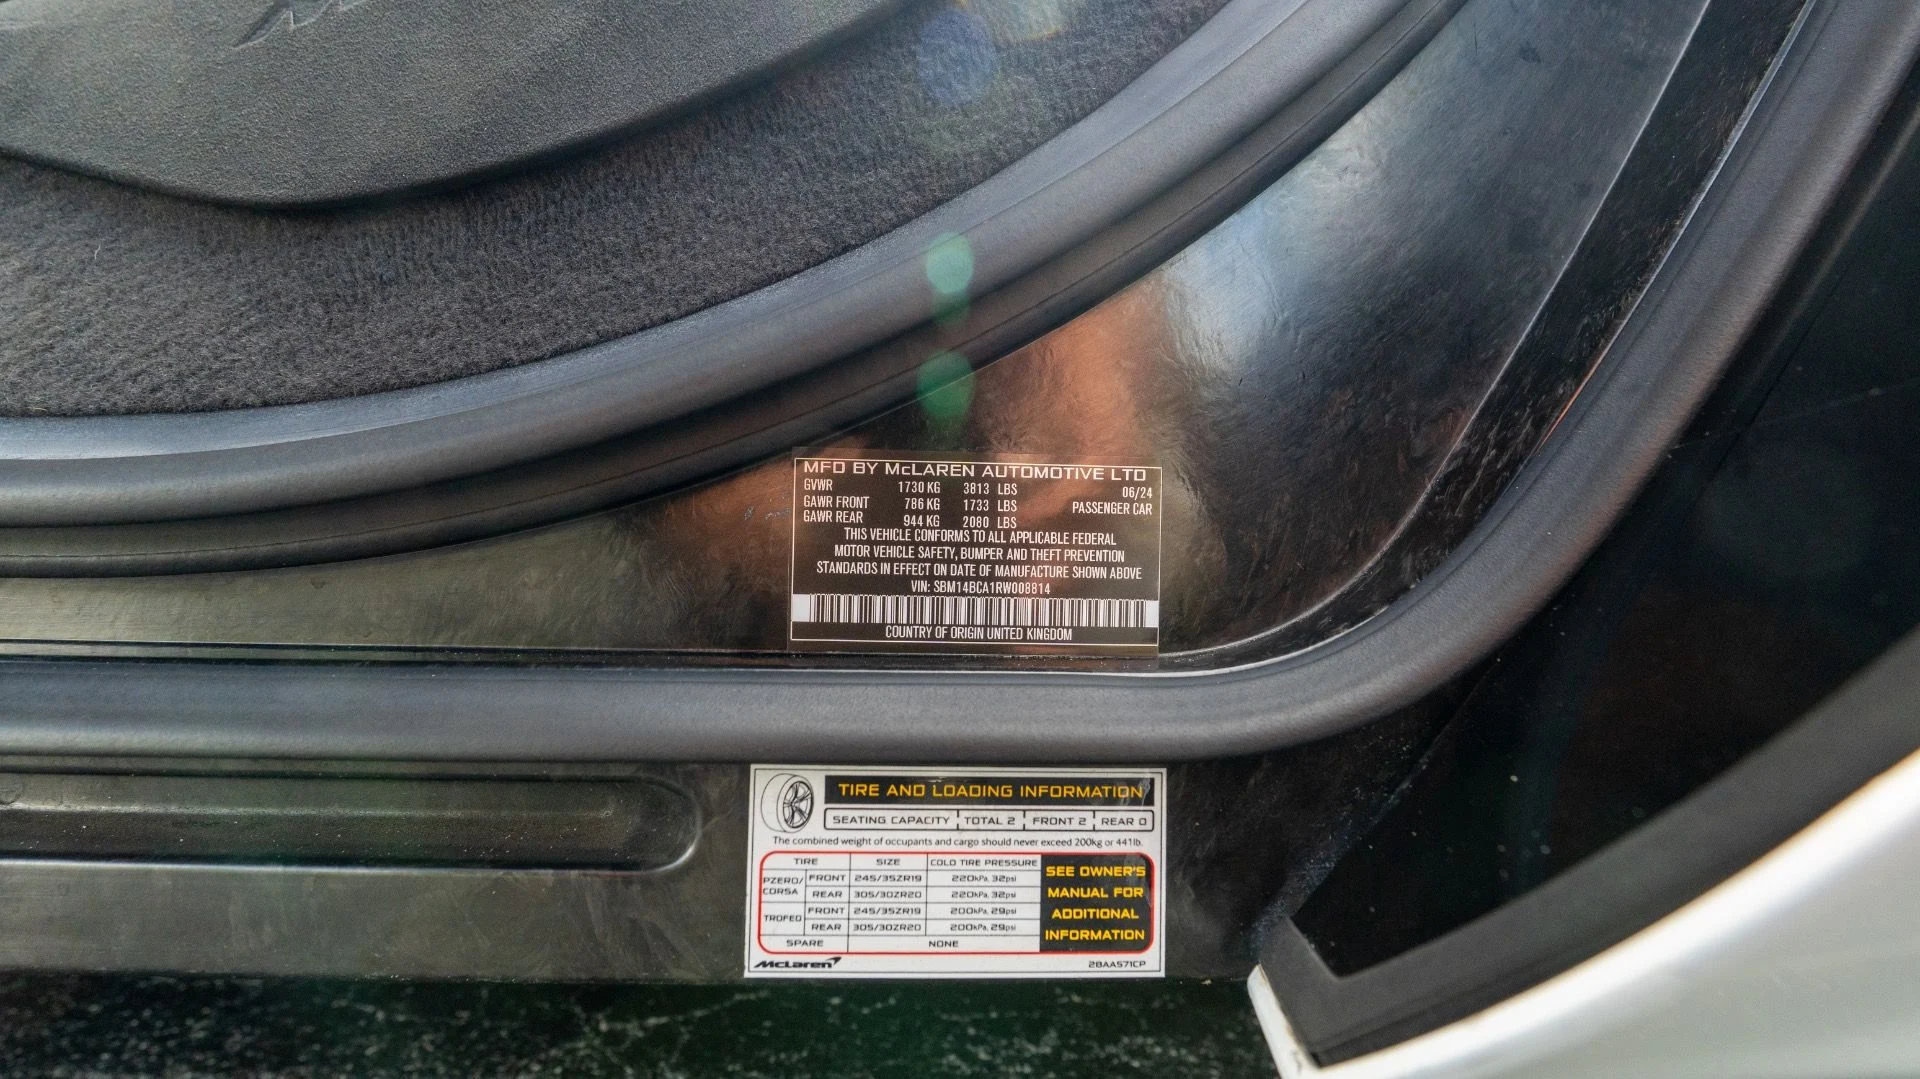 MFD BY McLAREN AUTOMOTIVE LTD
GVWR 1730 KG 3813 LBS 06/24
GAWR FRONT 786 KG 1733 LBS PASSENGER CAR
GAWR REAR 944 KG 2080 LBS
THIS VEHICLE CONFORMS TO ALL APPLICABLE FEDERAL
MOTOR VEHICLE SAFETY, BUMPER AND THEFT PREVENTION
STANDARDS IN EFFECT ON DATE OF MANUFACTURE SHOWN ABOVE
VIN: SBM14BCA1RW008814
COUNTRY OF ORIGIN UNITED KINGDOM
TIRE AND LOADING INFORMATION
SEATING CAPACITY TOTAL 2 FRONT 2 REAR 0
The combined weight of occupants and cargo should never exceed 200kg or 441lb.
TIRE SIZE COLD TIRE PRESSURE
PZERO/CORSA FRONT 245/35ZR19 220kPa, 32psi
REAR 305/30ZR20 220kPa, 32psi
TROFEO FRONT 245/35ZR19 200kPa, 29psi
REAR 305/30ZR20 200kPa, 29psi
SPARE NONE
SEE OWNER'S
MANUAL FOR
ADDITIONAL
INFORMATION
McLaren 28AA571CP